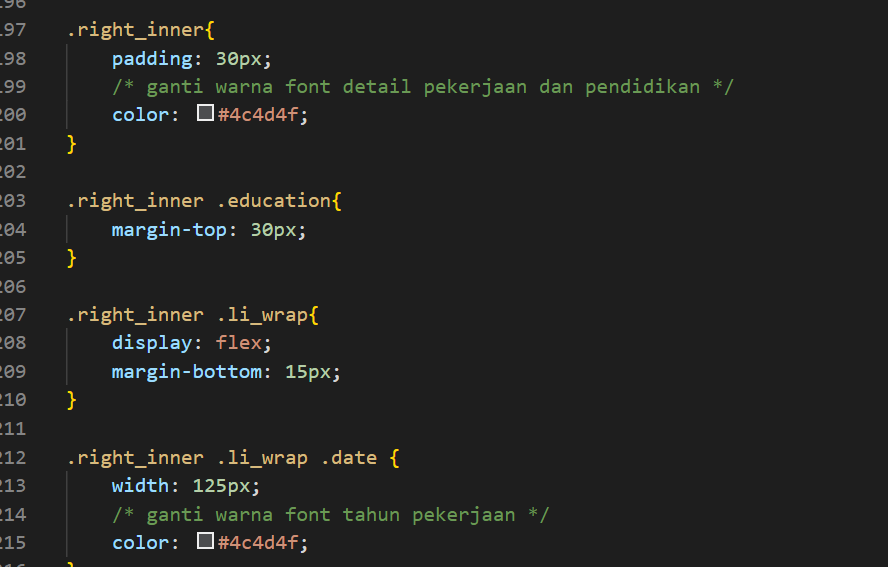 197 .right_inner{
198 padding: 30px;
199 /* ganti warna font detail pekerjaan dan pendidikan */
200 color: #4c4d4f;
201 }
202
203 .right_inner .education{
204 margin-top: 30px;
205 }
206
207 .right_inner .li_wrap{
208 display: flex;
209 margin-bottom: 15px;
210 }
211
212 .right_inner .li_wrap .date {
213 width: 125px;
214 /* ganti warna font tahun pekerjaan */
215 color: #4c4d4f;